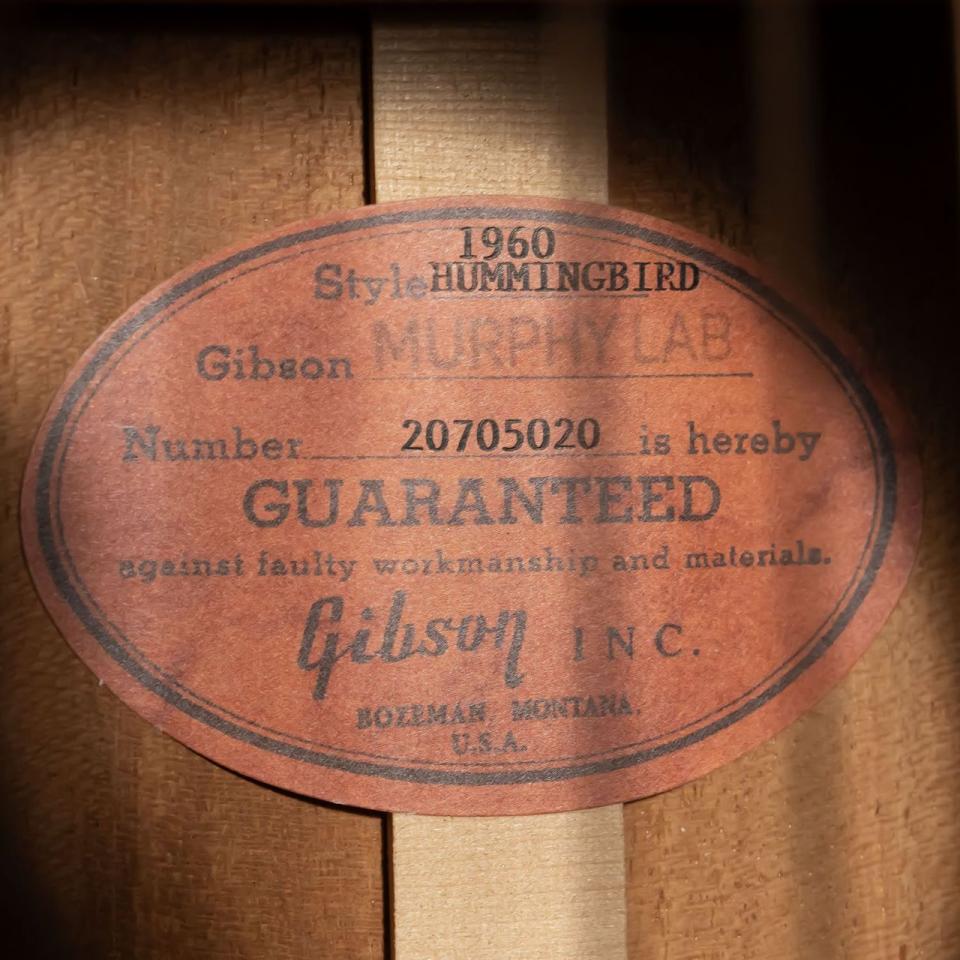 1960
Style HUMMINGBIRD
Gibson MURPHY LAB
Number 20705020 is hereby
GUARANTEED
against faulty workmanship and materials.
Gibson INC.
BOZEMAN, MONTANA,
U.S.A.